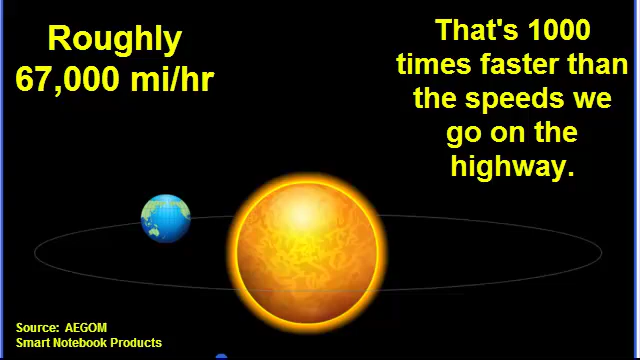 Roughly
67,000 mi/hr
That's 1000
times faster than
the speeds we
go on the
highway.
Source: AEGOM
Smart Notebook Products